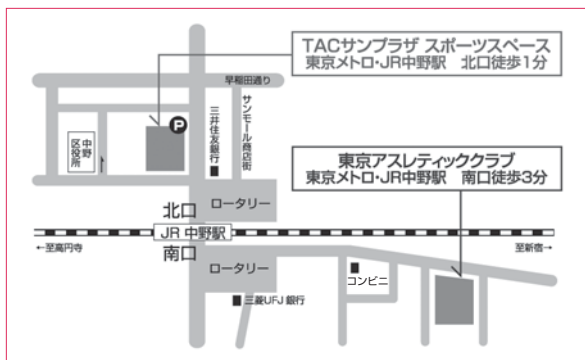 TACサンプラザ スポーツスペース
東京メトロ・JR中野駅　北口徒歩1分
早稲田通り
P
サンモール商店街
三井住友銀行
中野
区役所
東京アスレティッククラブ
東京メトロ・JR中野駅　南口徒歩3分
北口
ロータリー
JR 中野駅
←至高円寺
至新宿→
南口
ロータリー
コンビニ
三菱UFJ 銀行